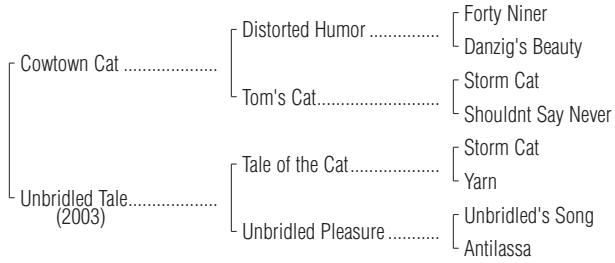 Forty Niner
Distorted Humor ...............
Danzig's Beauty
Cowtown Cat ....................
Storm Cat
Tom's Cat..........................
Shouldnt Say Never
Storm Cat
Tale of the Cat...................
Yarn
Unbridled Tale...................
(2003)
Unbridled's Song
Unbridled Pleasure ...........
Antilassa